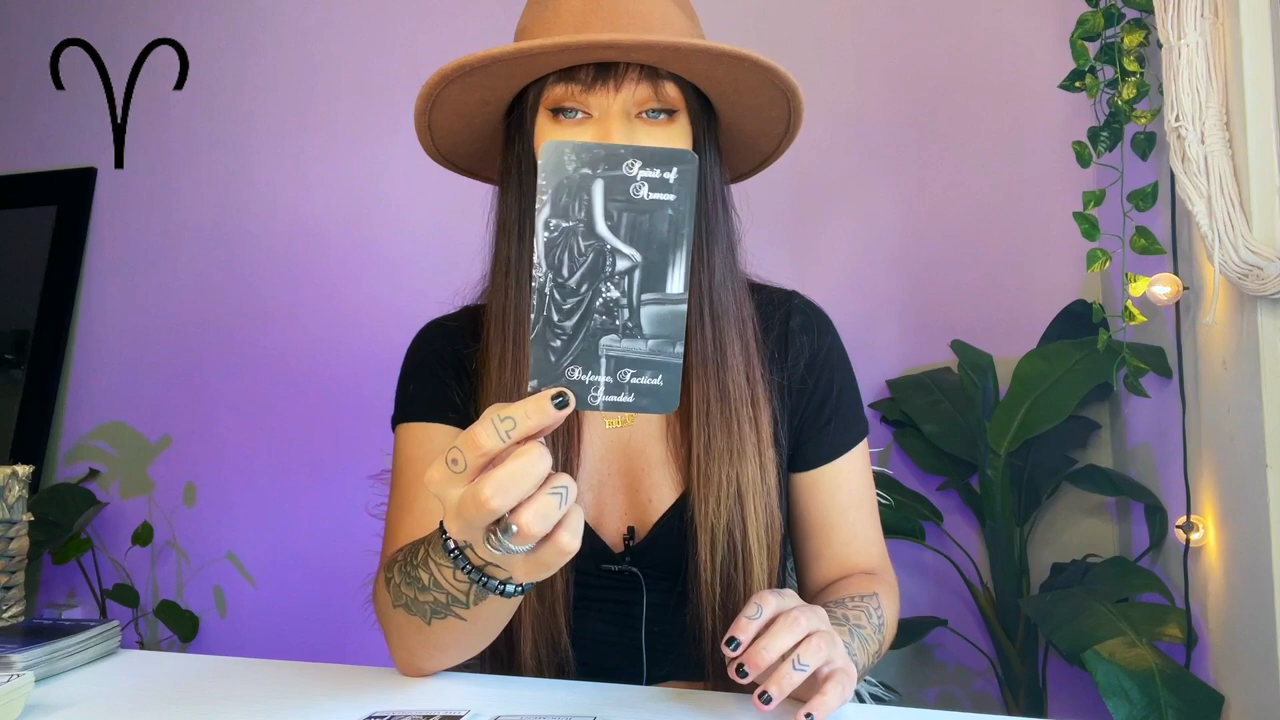 Spirit of
Armor
Defense, Tactical,
Guarded